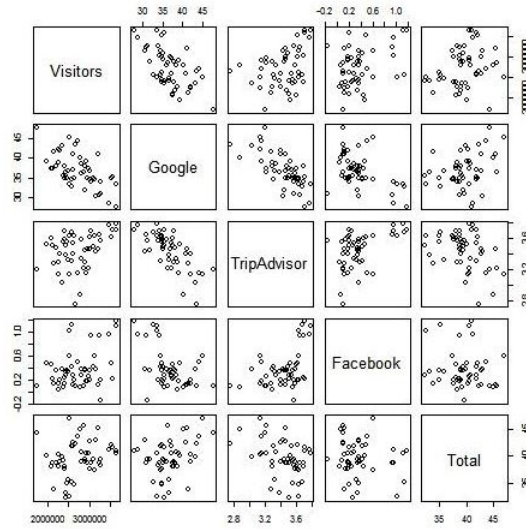 30 35 40 45 -0.2 0.2 0.6 1.0
Visitors
Google
30 35 40 45
TripAdvisor
2.8 3.2 3.6
-0.2 0.2 0.6 1.0
Facebook
Total
35 40 45
2000000 3000000 2.8 3.2 3.6 35 40 45